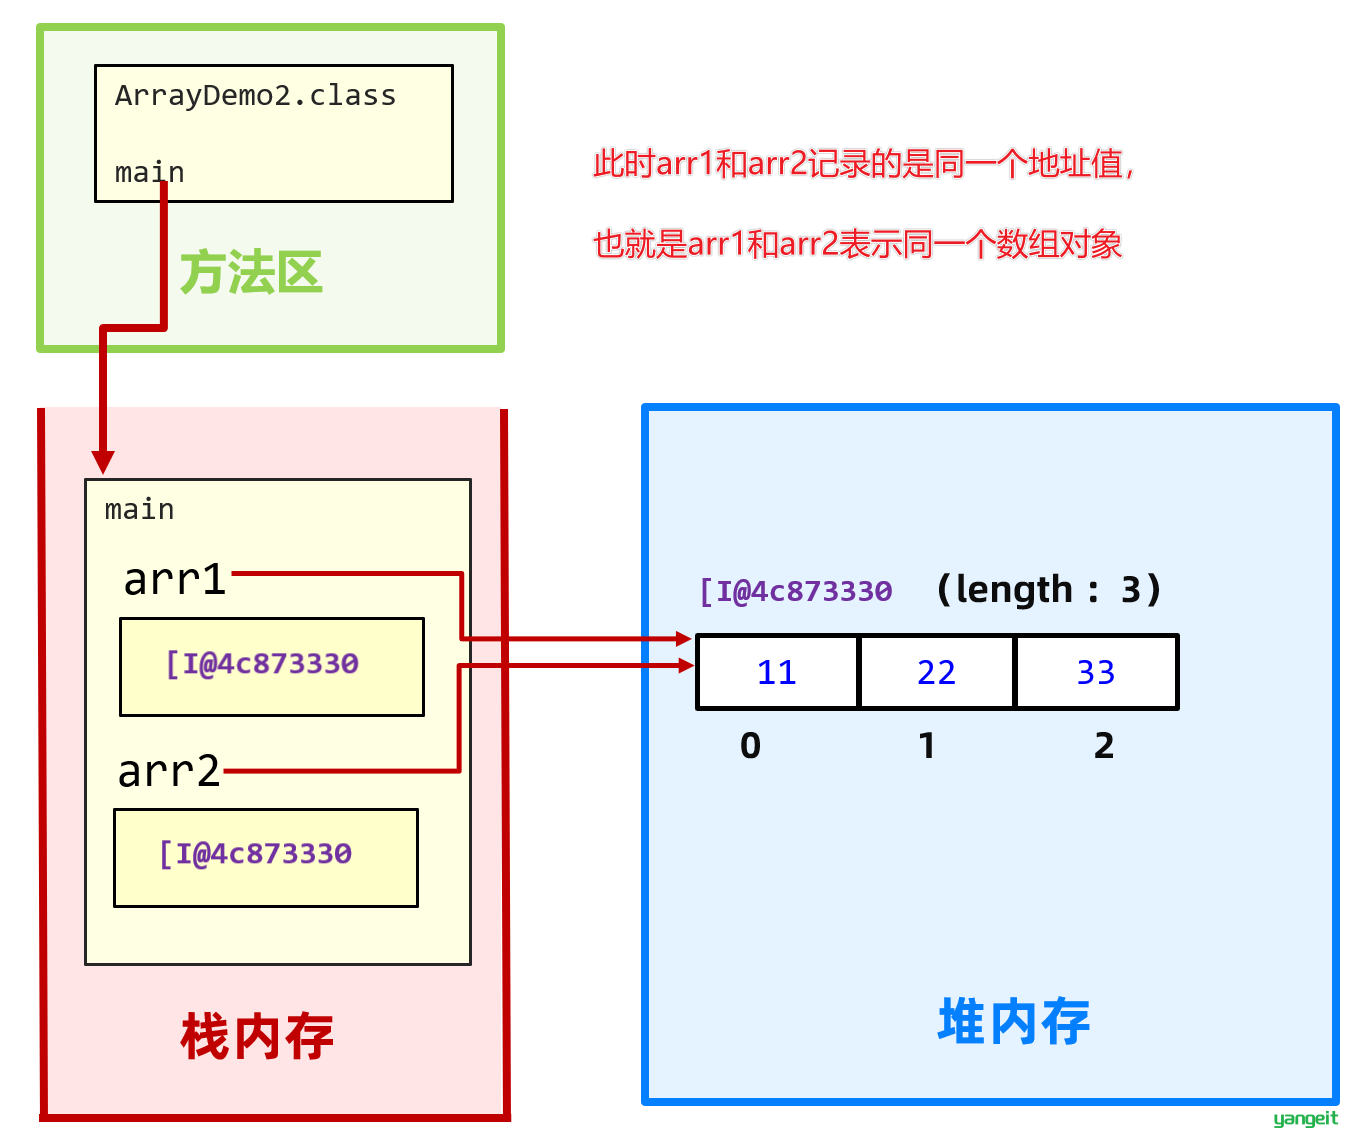 ArrayDemo2.class
main
方法区
此时arr1和arr2记录的是同一个地址值，
也就是arr1和arr2表示同一个数组对象
main
arr1
[I@4c873330
arr2
[I@4c873330
栈内存
[I@4c873330 (length：3)
11 22 33
0 1 2
堆内存
yangeit